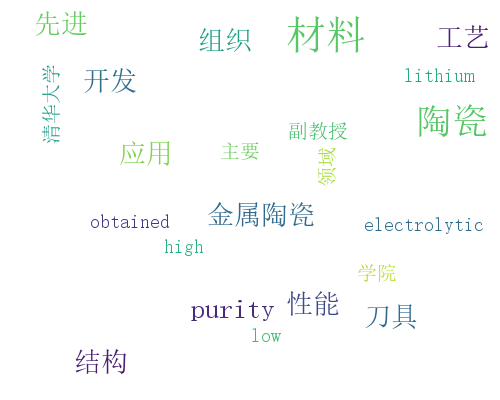 先进
组织
材料
工艺
清华大学
开发
lithium
陶瓷
副教授
应用
主要
领域
obtained
金属陶瓷
electrolytic
high
学院
purity
性能
刀具
low
结构